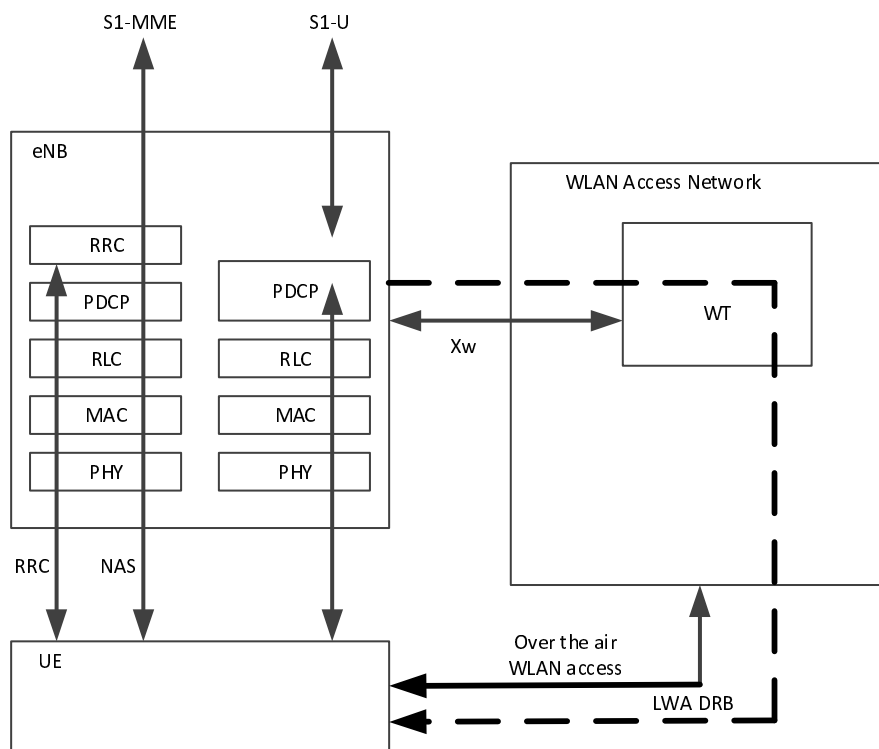 S1-MME
S1-U
eNB
WLAN Access Network
RRC
PDCP
RLC
MAC
PHY
PDCP
RLC
MAC
PHY
WT
Xw
RRC
NAS
UE
Over the air
WLAN access
LWA DRB